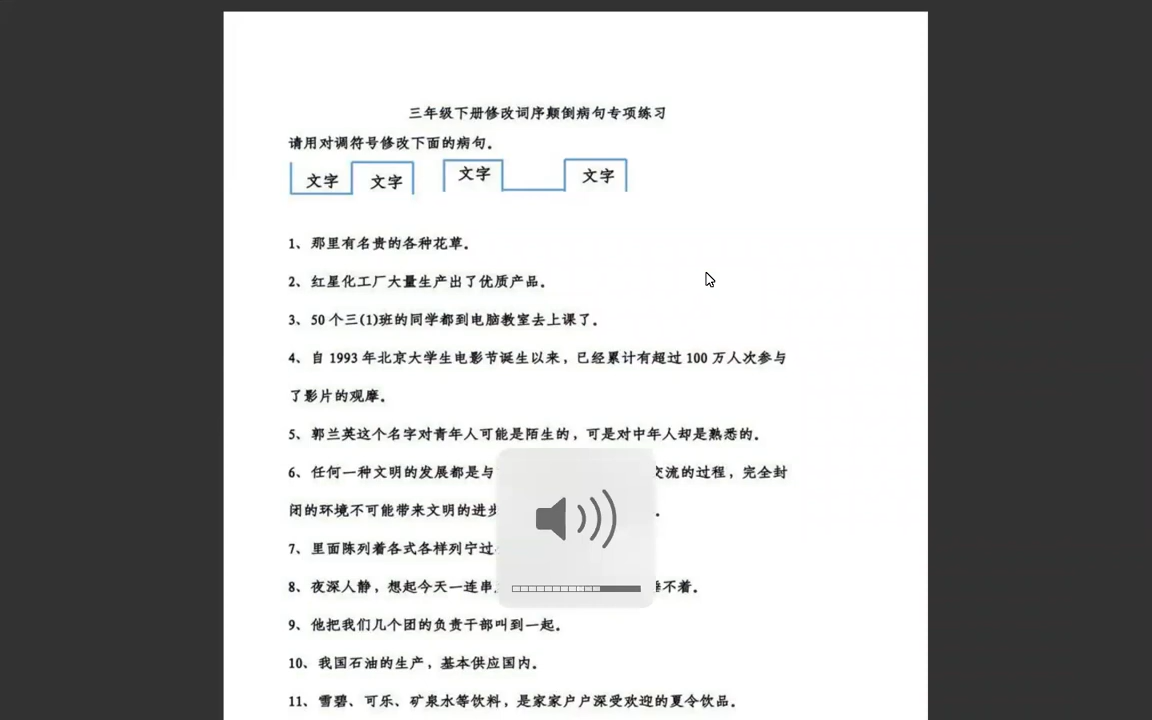 三年级下册修改词序颠倒病句专项练习
请用对调符号修改下面的病句。
文字 文字 文字 文字
1、那里有名贵的各种花草。
2、红星化工厂大量生产出了优质产品。
3、50 个三(1)班的同学都到电脑教室去上课了。
4、自 1993 年北京大学生电影节诞生以来，已经累计有超过 100 万人次参与
了影片的观摩。
5、郭兰英这个名字对青年人可能是陌生的，可是对中年人却是熟悉的。
6、任何一种文明的发展都是与 交流的过程，完全封
闭的环境不可能带来文明的进步 。
7、里面陈列着各式各样列宁过
8、夜深人静，想起今天一连串 睡不着。
9、他把我们几个团的负责干部叫到一起。
10、我国石油的生产，基本供应国内。
11、雪碧、可乐、矿泉水等饮料，是家家户户深受欢迎的夏令饮品。